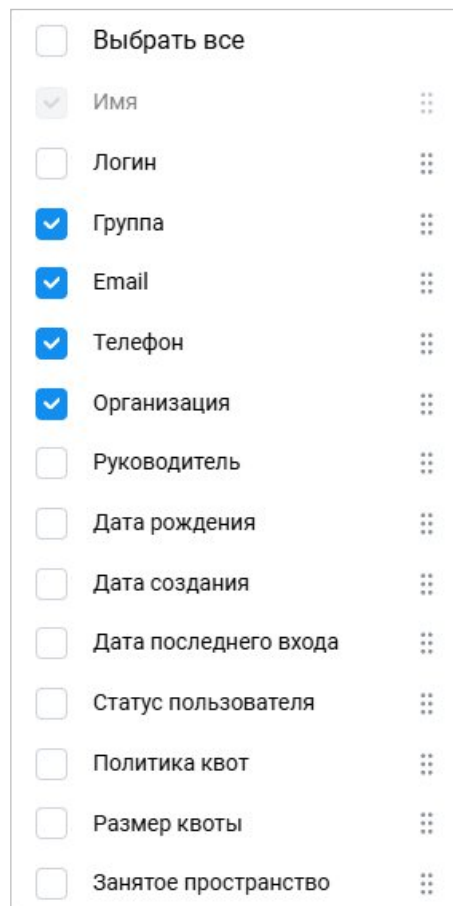 Выбрать все
Имя
Логин
Группа
Email
Телефон
Организация
Руководитель
Дата рождения
Дата создания
Дата последнего входа
Статус пользователя
Политика квот
Размер квоты
Занятое пространство